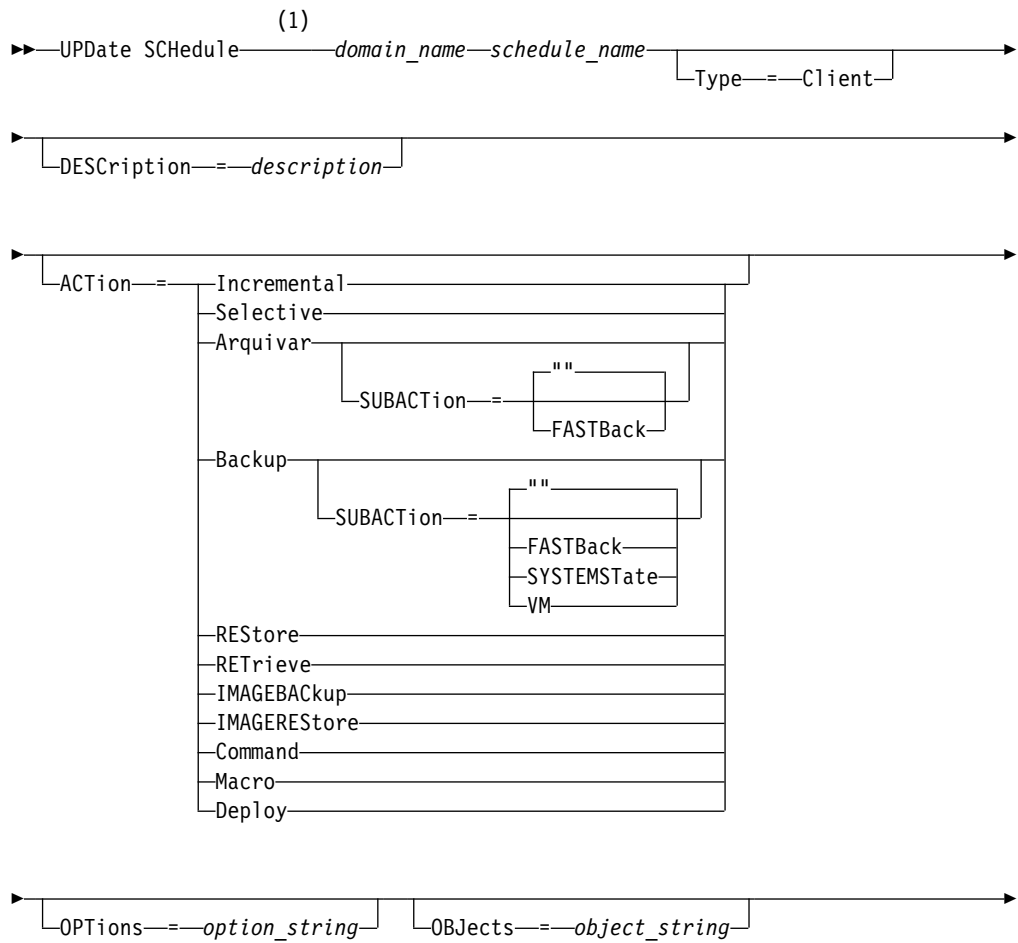 (1)
UPDate SCHedule domain_name schedule_name
Type = Client
DESCription = description
ACTion = Incremental
Selective
Arquivar
""
SUBACTion =
FASTBack
Backup
""
SUBACTion =
FASTBack
SYSTEMSTate
VM
REStore
RETrieve
IMAGEBACkup
IMAGEREStore
Command
Macro
Deploy
OPTions = option_string OBJects = object_string